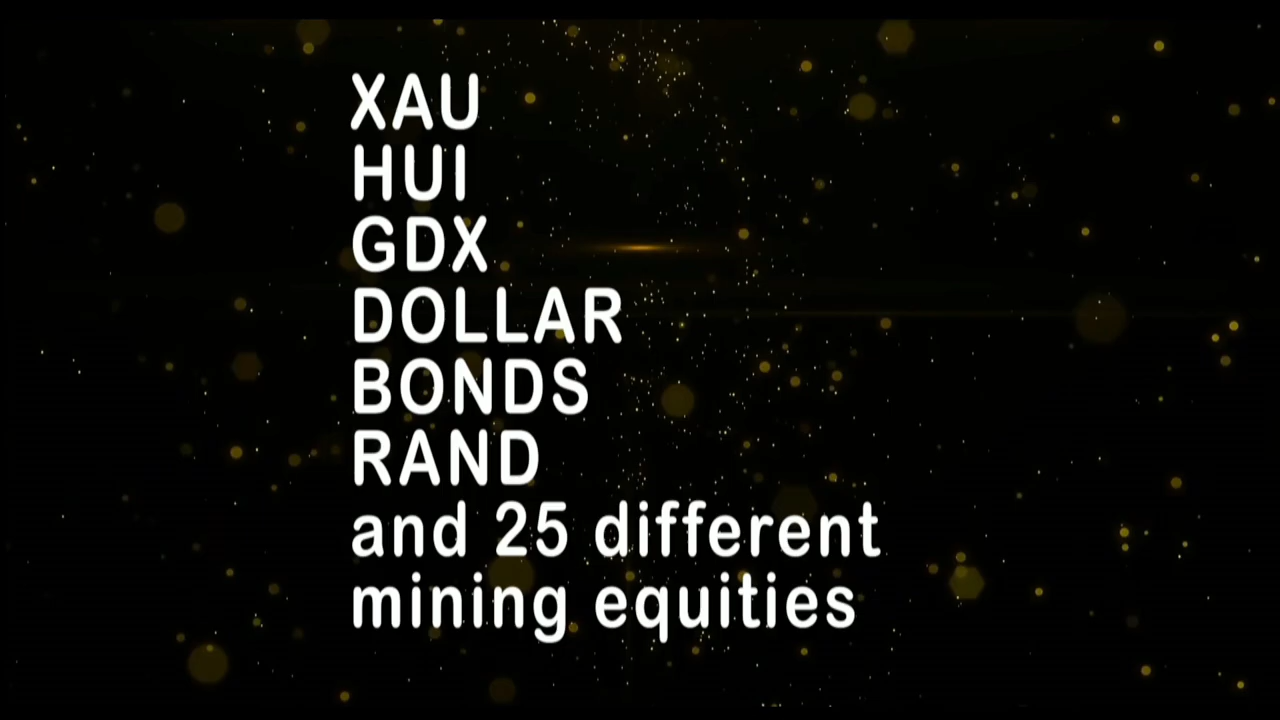 XAU
HUI
GDX
DOLLAR
BONDS
RAND
and 25 different
mining equities